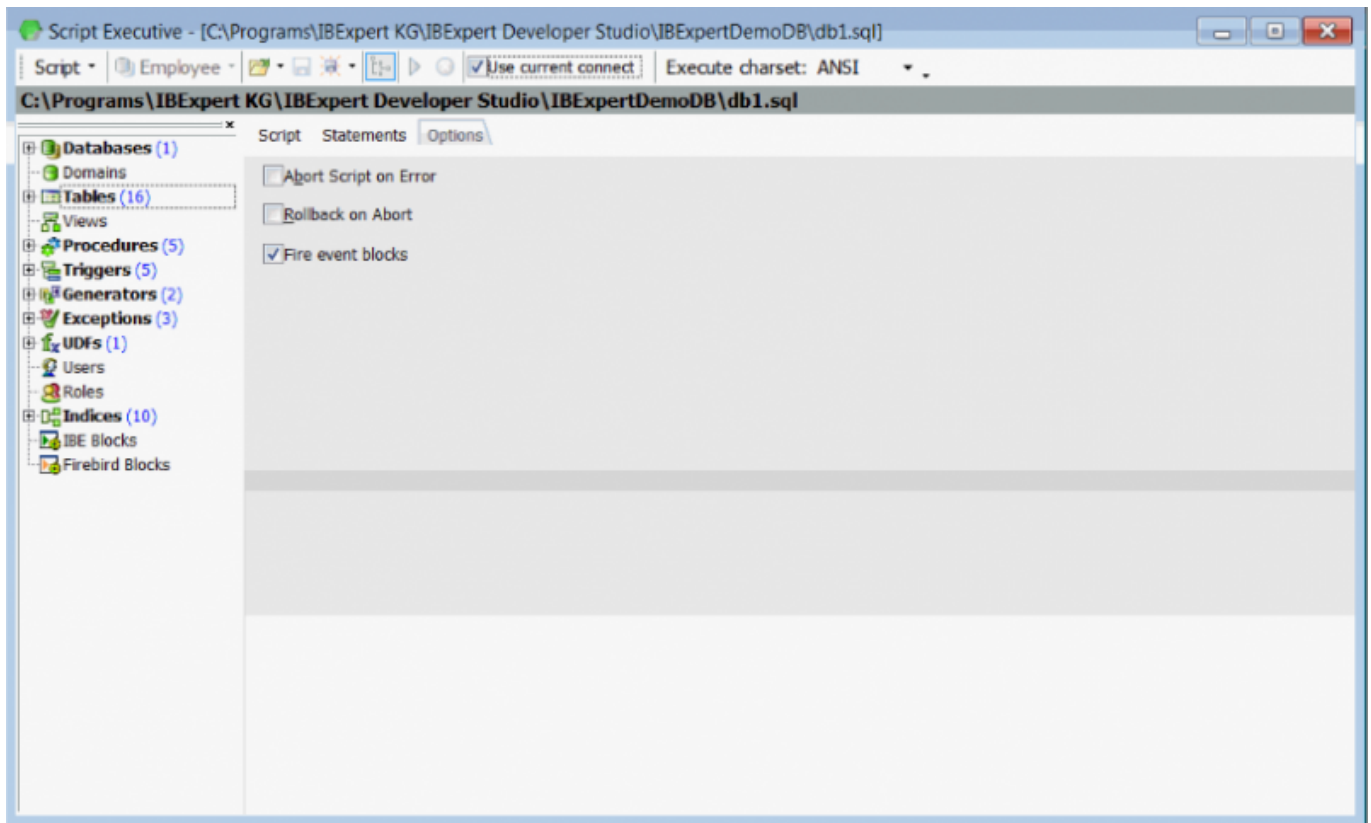 Script Executive - [C:\Programs\IBExpert KG\IBExpert Developer Studio\IBExpertDemoDB\db1.sql]
Script Employee Use current connect Execute charset: ANSI
C:\Programs\IBExpert KG\IBExpert Developer Studio\IBExpertDemoDB\db1.sql
Databases (1)
Domains
Tables (16)
Views
Procedures (5)
Triggers (5)
Generators (2)
Exceptions (3)
UDFs (1)
Users
Roles
Indices (10)
IBE Blocks
Firebird Blocks
Script Statements Options
Abort Script on Error
Rollback on Abort
Fire event blocks